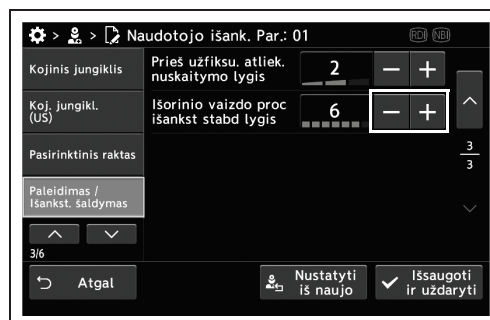 > > Naudotojo išank. Par.: 01 RDI NBI
Kojinis jungiklis
Koj. jungikl.
(US)
Pasirinktinis raktas
Paleidimas /
Išankst. šaldymas
3/6
Prieš užfiksu. atliek.
nuskaitymo lygis
2 − +
Išorinio vaizdo proc
išankst stabd lygis
6 − +
3
3
Atgal
Nustatyti
iš naujo
Išsaugoti
ir uždaryti